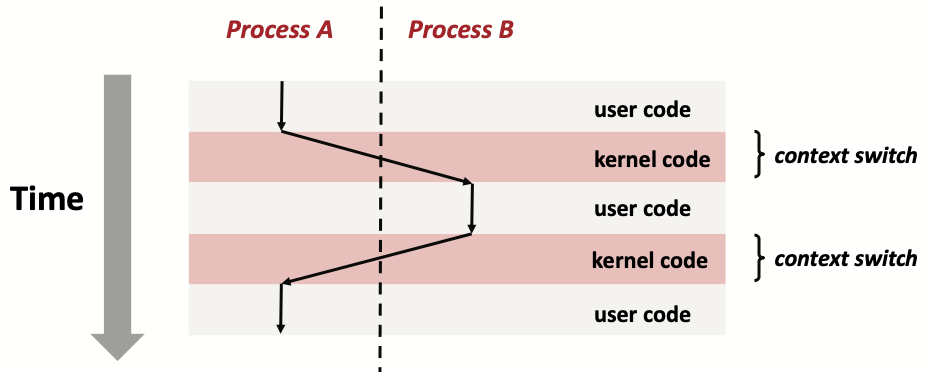 Process A
Process B
user code
kernel code
} context switch
Time
user code
kernel code
} context switch
user code